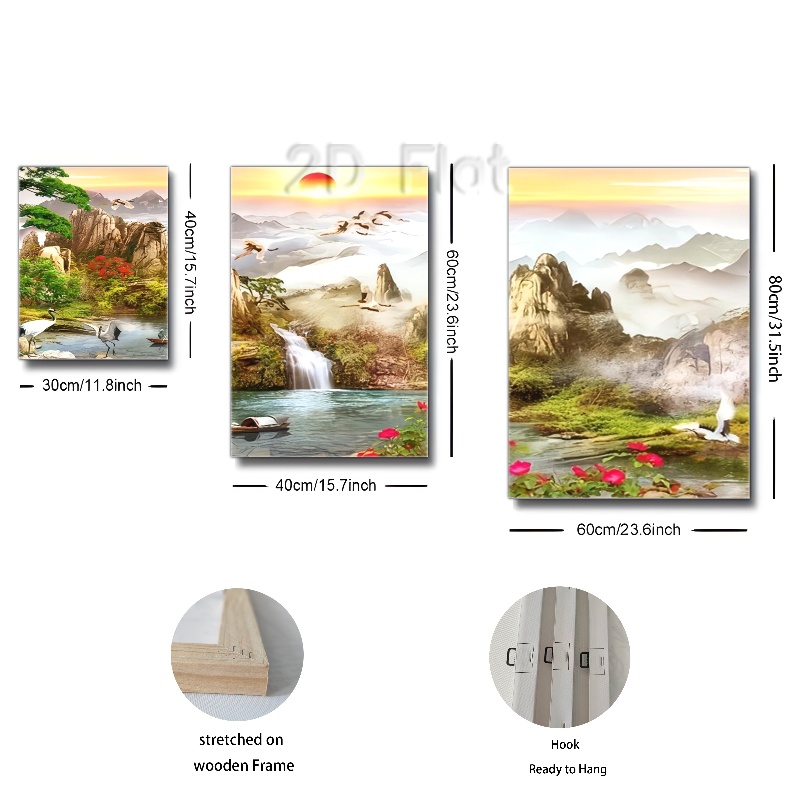 2D Flat
40cm/15.7inch
60cm/23.6inch
80cm/31.5inch
30cm/11.8inch
40cm/15.7inch
60cm/23.6inch
stretched on
wooden Frame
Hook
Ready to Hang